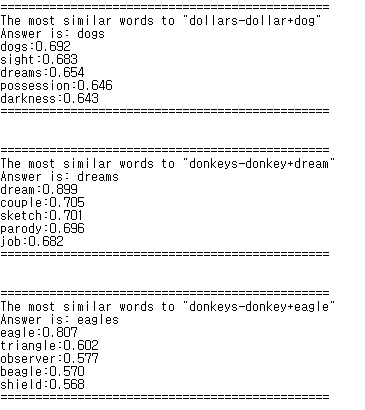 ==================================================
The most similar words to "dollars-dollar+dog"
Answer is: dogs
dogs:0.692
sight:0.683
dreams:0.654
possession:0.646
darkness:0.643
==================================================
==================================================
The most similar words to "donkeys-donkey+dream"
Answer is: dreams
dream:0.899
couple:0.705
sketch:0.701
parody:0.696
job:0.682
==================================================
==================================================
The most similar words to "donkeys-donkey+eagle"
Answer is: eagles
eagle:0.807
triangle:0.602
observer:0.577
beagle:0.570
shield:0.568
==================================================